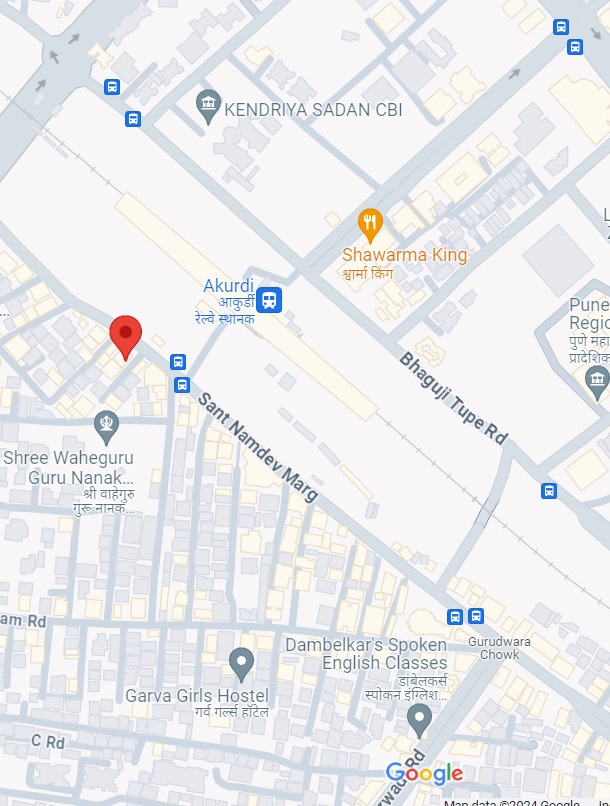 KENDRIYA SADAN CBI
Shawarma King
श्वार्मा किंग
Akurdi
आकुर्डी
रेल्वे स्थानक
Pune
Regio
पुणे महा
प्रादेशिक
Bhaguji Tupe Rd
Sant Namdev Marg
Shree Waheguru
Guru Nanak...
श्री वाहेगुरु
गुरू नानक...
am Rd
Gurudwara
Chowk
Dambelkar's Spoken
English Classes
डांबेलकर्स
स्पोकन इंग्लिश...
Garva Girls Hostel
गर्व गर्ल्स हॉटेल
C Rd
Google
Map data ©2024 Google